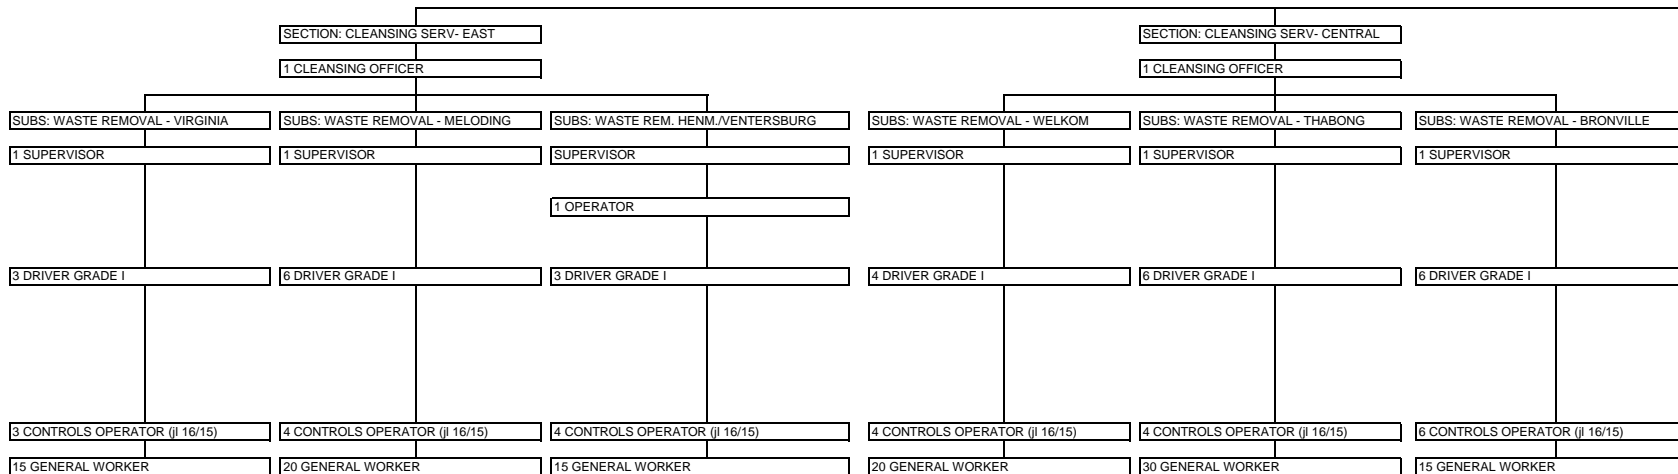 SECTION: CLEANSING SERV- EAST
1 CLEANSING OFFICER
SUBS: WASTE REMOVAL - VIRGINIA
1 SUPERVISOR
3 DRIVER GRADE I
3 CONTROLS OPERATOR (jl 16/15)
15 GENERAL WORKER
SUBS: WASTE REMOVAL - MELODING
1 SUPERVISOR
6 DRIVER GRADE I
4 CONTROLS OPERATOR (jl 16/15)
20 GENERAL WORKER
SUBS: WASTE REM. HENM./VENTERSBURG
SUPERVISOR
1 OPERATOR
3 DRIVER GRADE I
4 CONTROLS OPERATOR (jl 16/15)
15 GENERAL WORKER
SECTION: CLEANSING SERV- CENTRAL
1 CLEANSING OFFICER
SUBS: WASTE REMOVAL - WELKOM
1 SUPERVISOR
4 DRIVER GRADE I
4 CONTROLS OPERATOR (jl 16/15)
20 GENERAL WORKER
SUBS: WASTE REMOVAL - THABONG
1 SUPERVISOR
6 DRIVER GRADE I
4 CONTROLS OPERATOR (jl 16/15)
30 GENERAL WORKER
SUBS: WASTE REMOVAL - BRONVILLE
1 SUPERVISOR
6 DRIVER GRADE I
6 CONTROLS OPERATOR (jl 16/15)
15 GENERAL WORKER